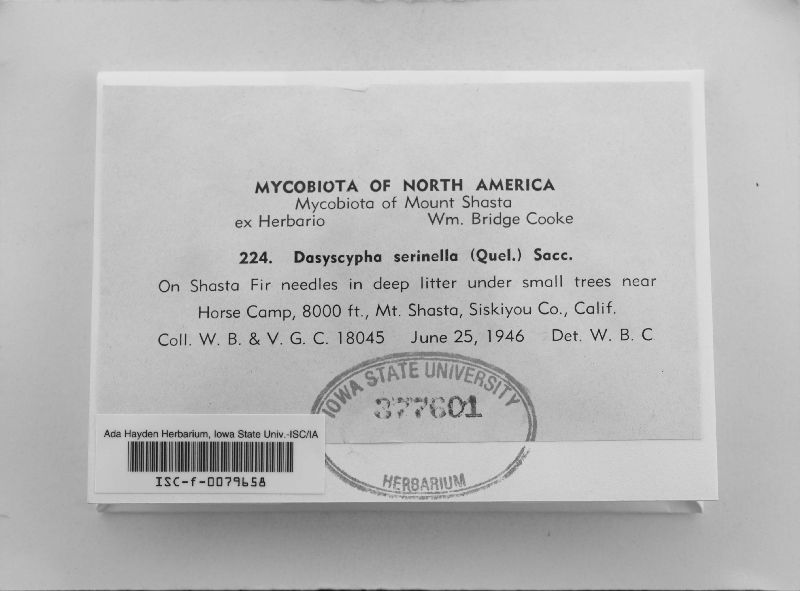 MYCOBIOTA OF NORTH AMERICA
Mycobiota of Mount Shasta
ex Herbario Wm. Bridge Cooke
224. Dasyscypha serinella (Quel.) Sacc.
On Shasta Fir needles in deep litter under small trees near
Horse Camp, 8000 ft., Mt. Shasta, Siskiyou Co., Calif.
Coll. W. B. & V. G. C. 18045 June 25, 1946 Det. W. B. C
IOWA STATE UNIVERSITY
377601
HERBARIUM
Ada Hayden Herbarium, Iowa State Univ.-ISC/IA
ISC-f-0079658